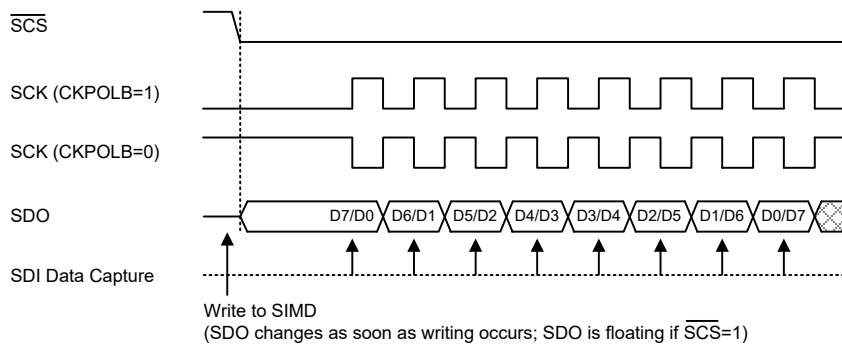 S̅C̅S̅
SCK (CKPOLB=1)
SCK (CKPOLB=0)
SDO D7/D0 D6/D1 D5/D2 D4/D3 D3/D4 D2/D5 D1/D6 D0/D7
SDI Data Capture
Write to SIMD
(SDO changes as soon as writing occurs; SDO is floating if S̅C̅S̅=1)